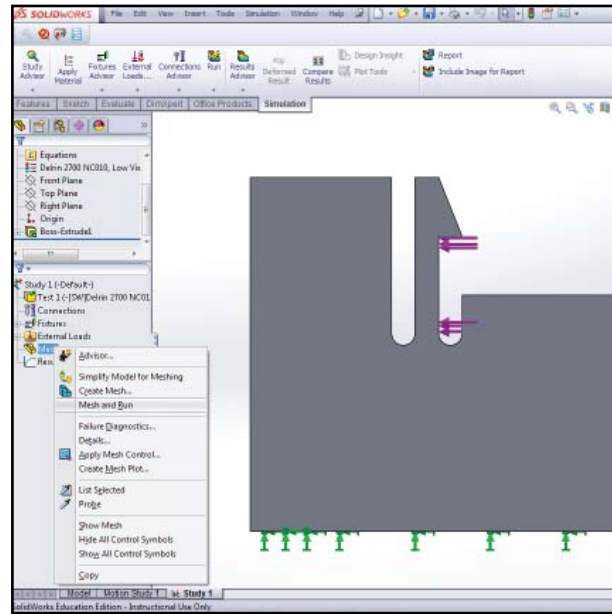 SOLIDWORKS File Edit View Insert Tools Simulation Window Help
Study Advisor
Apply Material
Fixtures Advisor
External Loads...
Connections Advisor
Run
Results Advisor
Deformed Result
Compare Results
Design Insight
Plot Tools
Report
Include Image for Report
Features Sketch Evaluate DimXpert Office Products Simulation
Equations
Delrin 2700 NC010, Low Vis
Front Plane
Top Plane
Right Plane
Origin
Boss-Extrude1
Study 1 (-Default-)
Test 1 (-[SW]Delrin 2700 NC01
Connections
Fixtures
External Loads
Mesh
Advisor...
Simplify Model for Meshing
Create Mesh...
Mesh and Run
Failure Diagnostics...
Details...
Apply Mesh Control...
Create Mesh Plot...
List Selected
Probe
Show Mesh
Hide All Control Symbols
Show All Control Symbols
Copy
Model Motion Study 1 Study 1
SolidWorks Education Edition - Instructional Use Only